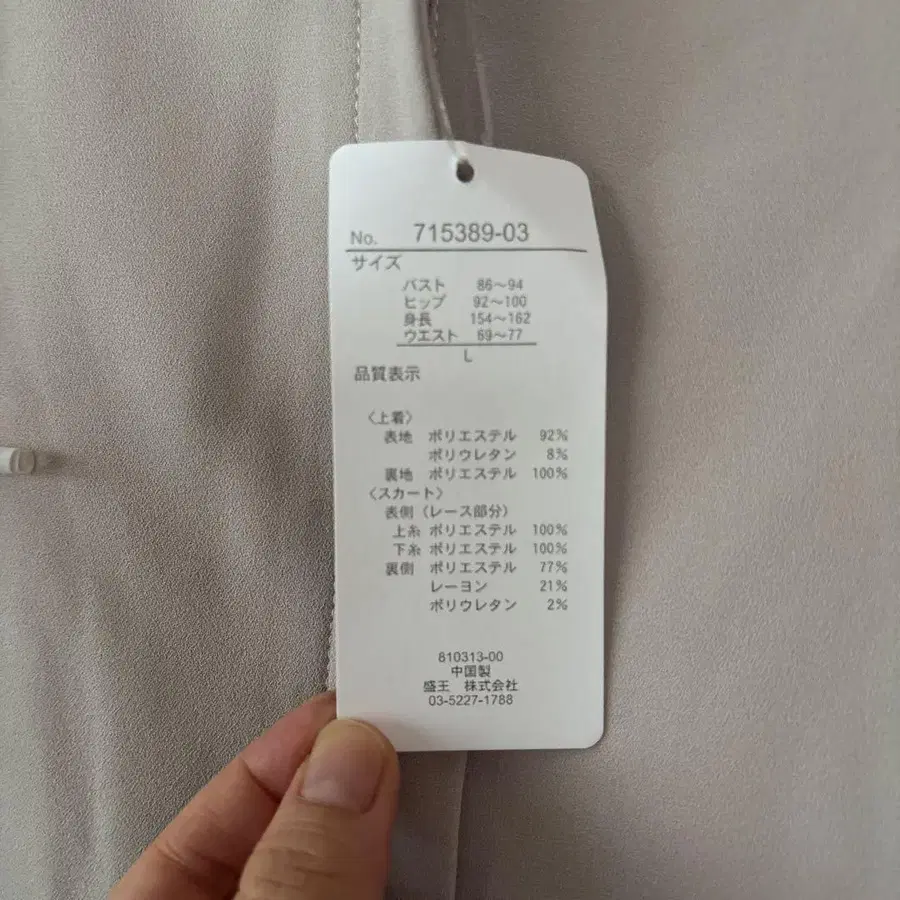 No. 715389-03
サイズ
バスト 86～94
ヒップ 92～100
身長 154～162
ウエスト 69～77
L
品質表示
〈上着〉
表地 ポリエステル 92%
ポリウレタン 8%
裏地 ポリエステル 100%
〈スカート〉
表側（レース部分）
上糸 ポリエステル 100%
下糸 ポリエステル 100%
裏側 ポリエステル 77%
レーヨン 21%
ポリウレタン 2%
810313-00
中国製
盛王 株式会社
03-5227-1788